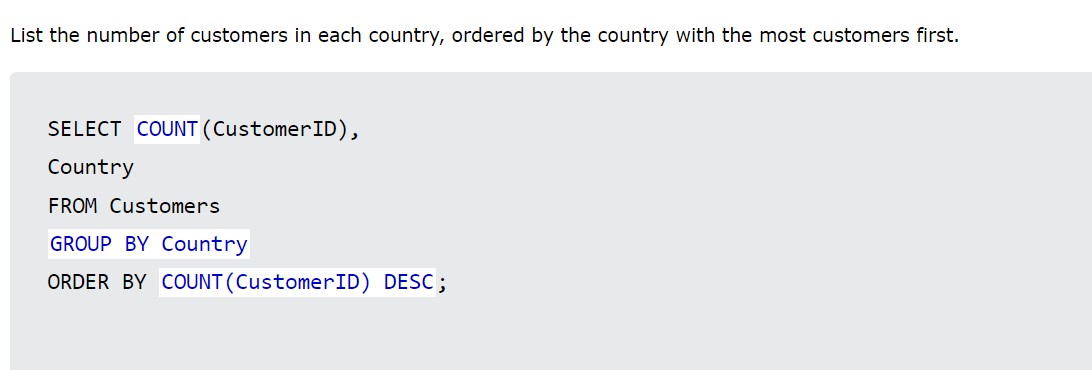 List the number of customers in each country, ordered by the country with the most customers first.
SELECT COUNT(CustomerID),
Country
FROM Customers
GROUP BY Country
ORDER BY COUNT(CustomerID) DESC;